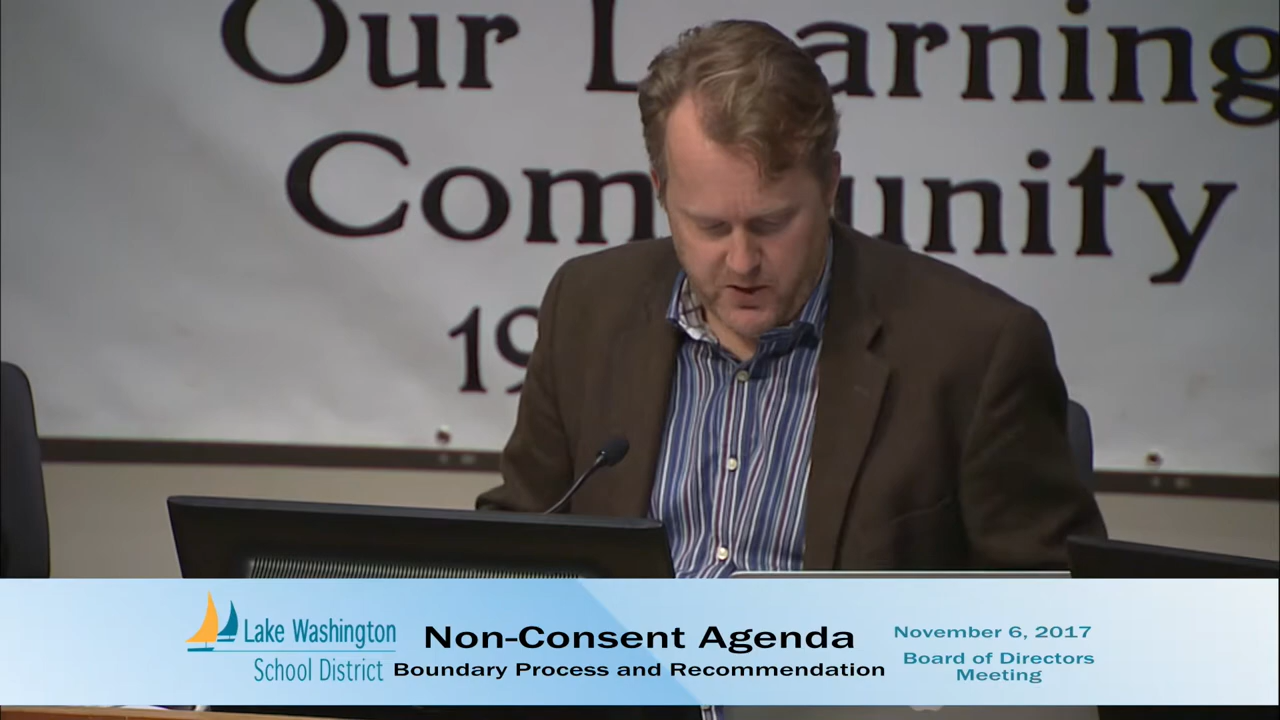 Our L arning
Com unity
19
Lake Washington
School District
Non-Consent Agenda
Boundary Process and Recommendation
November 6, 2017
Board of Directors
Meeting